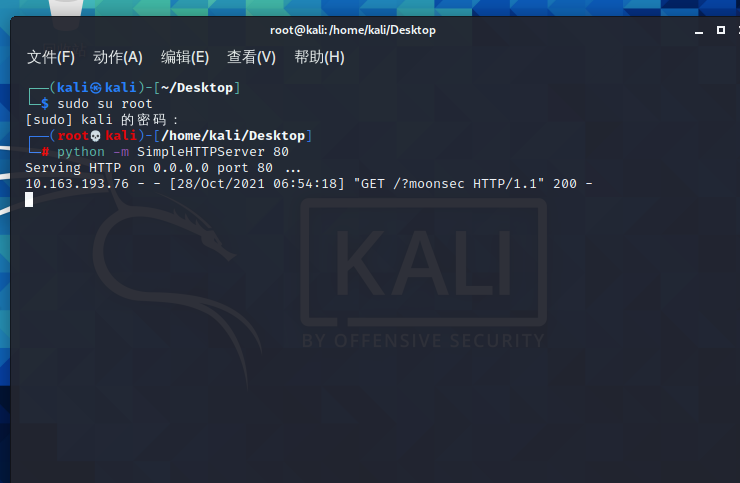 root@kali: /home/kali/Desktop
文件(F) 动作(A) 编辑(E) 查看(V) 帮助(H)
┌──(kali㉿kali)-[~/Desktop]
└─$ sudo su root
[sudo] kali 的密码：
┌──(root💀kali)-[/home/kali/Desktop]
└─# python -m SimpleHTTPServer 80
Serving HTTP on 0.0.0.0 port 80 ...
10.163.193.76 - - [28/Oct/2021 06:54:18] "GET /?moonsec HTTP/1.1" 200 -
KALI
BY OFFENSIVE SECURITY